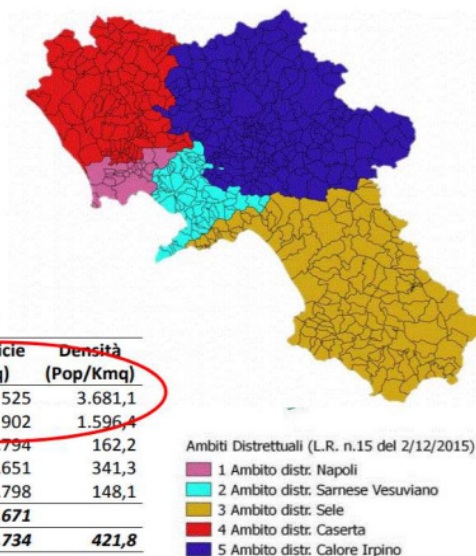 Densità
(Pop/Kmq)
525 3.681,1
902 1.596,4
794 162,2
651 341,3
798 148,1
671
734 421,8
Ambiti Distrettuali (L.R. n.15 del 2/12/2015)
1 Ambito distr. Napoli
2 Ambito distr. Sarnese Vesuviano
3 Ambito distr. Sele
4 Ambito distr. Caserta
5 Ambito distr. Calore Irpino